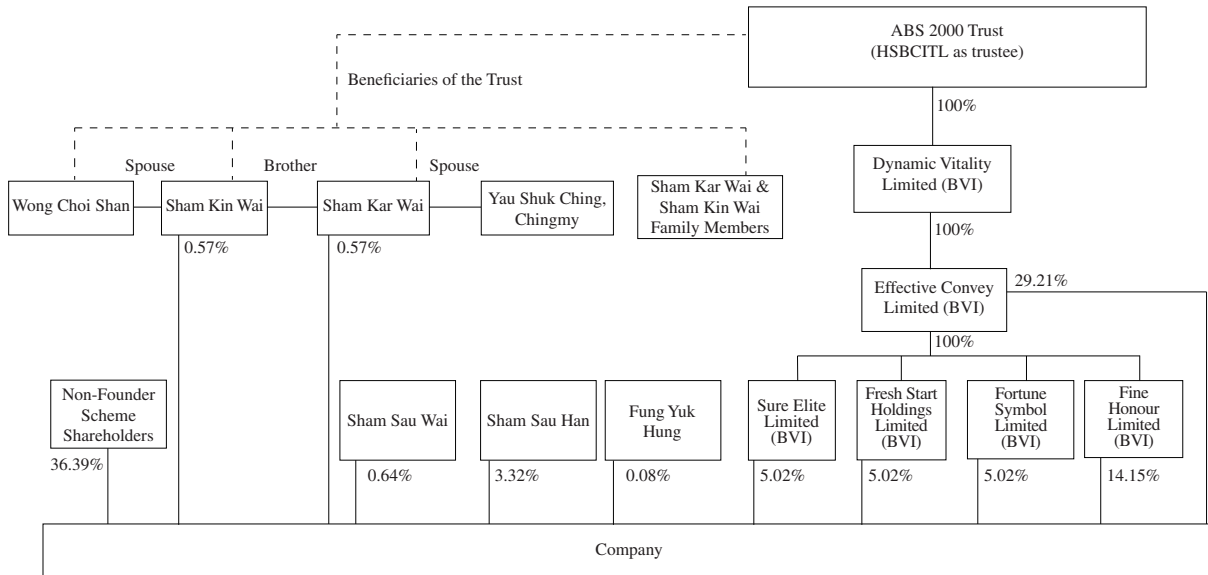 ABS 2000 Trust
(HSBCITL as trustee)
Beneficiaries of the Trust
100%
Spouse
Brother
Spouse
Dynamic Vitality
Limited (BVI)
Wong Choi Shan
Sham Kin Wai
Sham Kar Wai
Yau Shuk Ching,
Chingmy
Sham Kar Wai &
Sham Kin Wai
Family Members
0.57%
0.57%
100%
Effective Convey
Limited (BVI)
29.21%
100%
Non-Founder
Scheme
Shareholders
Sham Sau Wai
Sham Sau Han
Fung Yuk
Hung
Sure Elite
Limited
(BVI)
Fresh Start
Holdings
Limited
(BVI)
Fortune
Symbol
Limited
(BVI)
Fine
Honour
Limited
(BVI)
36.39%
0.64%
3.32%
0.08%
5.02%
5.02%
5.02%
14.15%
Company